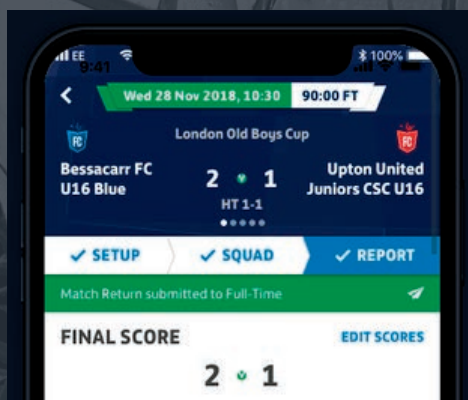 EE 100%
9:41
Wed 28 Nov 2018, 10:30 90:00 FT
London Old Boys Cup
FC FC
Bessacarr FC
U16 Blue
2 1
Upton United
Juniors CSC U16
HT 1-1
SETUP SQUAD REPORT
Match Return submitted to Full-Time
FINAL SCORE EDIT SCORES
2 1